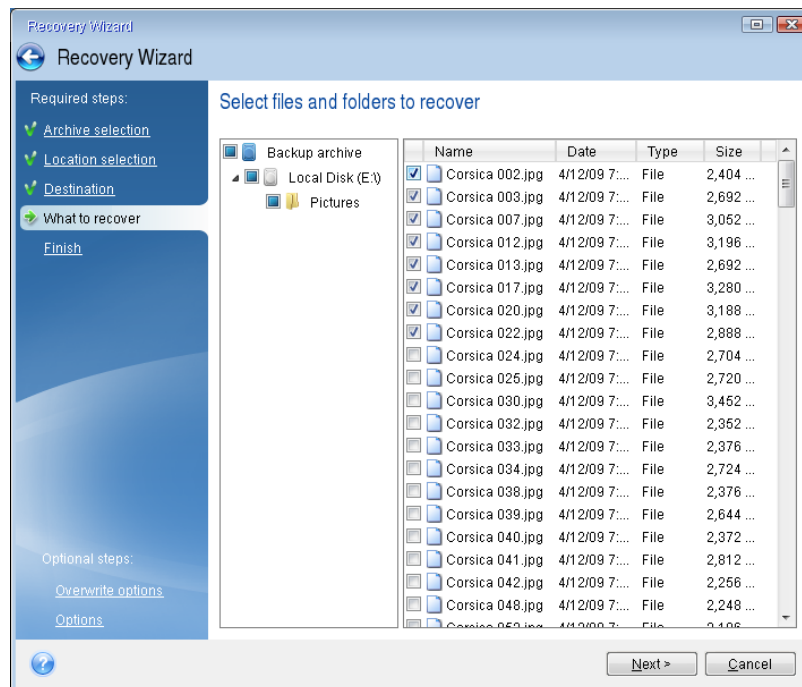 Recovery Wizard
Recovery Wizard
Required steps:
Archive selection
Location selection
Destination
What to recover
Finish
Optional steps:
Overwrite options
Options
Select files and folders to recover
Backup archive
Local Disk (E:\)
Pictures
Name Date Type Size
Corsica 002.jpg 4/12/09 7:... File 2,404 ...
Corsica 003.jpg 4/12/09 7:... File 2,692 ...
Corsica 007.jpg 4/12/09 7:... File 3,052 ...
Corsica 012.jpg 4/12/09 7:... File 3,196 ...
Corsica 013.jpg 4/12/09 7:... File 2,692 ...
Corsica 017.jpg 4/12/09 7:... File 3,280 ...
Corsica 020.jpg 4/12/09 7:... File 3,188 ...
Corsica 022.jpg 4/12/09 7:... File 2,888 ...
Corsica 024.jpg 4/12/09 7:... File 2,704 ...
Corsica 025.jpg 4/12/09 7:... File 2,720 ...
Corsica 030.jpg 4/12/09 7:... File 3,452 ...
Corsica 032.jpg 4/12/09 7:... File 2,352 ...
Corsica 033.jpg 4/12/09 7:... File 2,376 ...
Corsica 034.jpg 4/12/09 7:... File 2,724 ...
Corsica 038.jpg 4/12/09 7:... File 2,376 ...
Corsica 039.jpg 4/12/09 7:... File 2,644 ...
Corsica 040.jpg 4/12/09 7:... File 2,372 ...
Corsica 041.jpg 4/12/09 7:... File 2,812 ...
Corsica 042.jpg 4/12/09 7:... File 2,256 ...
Corsica 048.jpg 4/12/09 7:... File 2,248 ...
Next >
Cancel